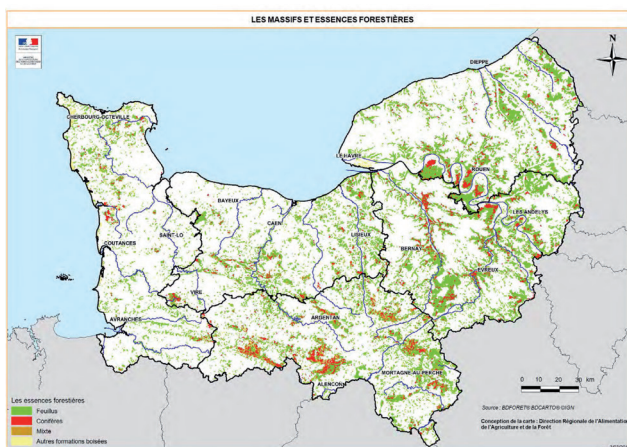 LES MASSIFS ET ESSENCES FORESTIÈRES
N
DIEPPE
CHERBOURG-OCTEVILLE
LE HAVRE
ROUEN
BAYEUX
CAEN
LES ANDELYS
LISIEUX
SAINT-LO
COUTANCES
BERNAY
EVREUX
VIRE
AVRANCHES
ARGENTAN
MORTAGNE-AU-PERCHE
ALENCON
0 10 20 30 km
Les essences forestières
Feuillus
Conifères
Mixte
Autres formations boisées
Source : BDFORET® BDCARTO® ©IGN
Conception de la carte : Direction Régionale de l'Alimentation,
de l'Agriculture et de la Forêt